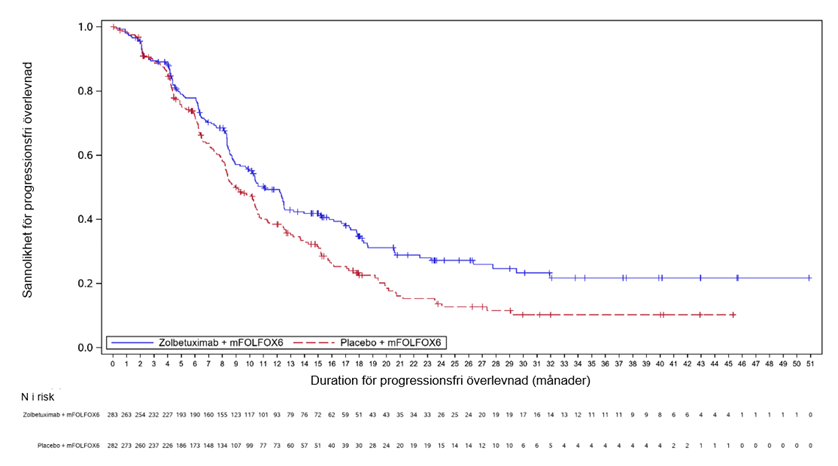 Sannolikhet för progressionsfri överlevnad
1.0
0.8
0.6
0.4
0.2
0.0
Zolbetuximab + mFOLFOX6 Placebo + mFOLFOX6
0 1 2 3 4 5 6 7 8 9 10 11 12 13 14 15 16 17 18 19 20 21 22 23 24 25 26 27 28 29 30 31 32 33 34 35 36 37 38 39 40 41 42 43 44 45 46 47 48 49 50 51
Duration för progressionsfri överlevnad (månader)
N i risk
Zolbetuximab + mFOLFOX6 283 263 254 232 227 193 190 160 155 123 117 101 93 79 76 72 62 59 51 43 43 35 34 33 26 25 24 20 19 19 17 16 14 13 12 11 11 11 9 9 8 6 6 4 4 4 1 1 1 1 1 0
Placebo + mFOLFOX6 282 273 260 237 226 186 173 148 134 107 99 77 73 60 57 51 40 39 30 28 24 20 19 19 15 14 14 12 10 10 6 6 5 4 4 4 4 4 4 4 4 2 2 1 1 1 0 0 0 0 0 0